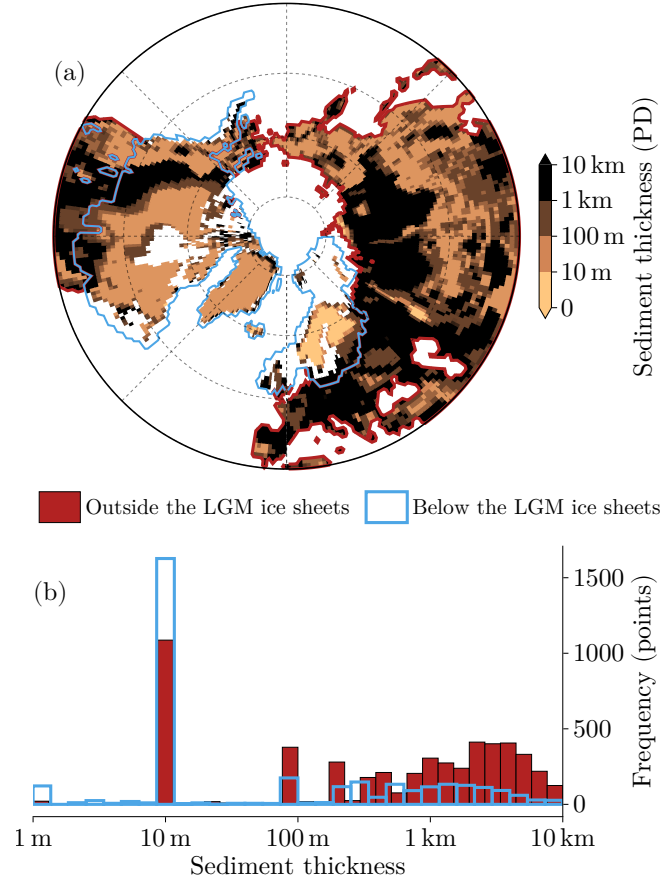 (a)
10 km
1 km
100 m
10 m
0
Sediment thickness (PD)
Outside the LGM ice sheets
Below the LGM ice sheets
(b)
1500
1000
500
0
Frequency (points)
1 m
10 m
100 m
1 km
10 km
Sediment thickness